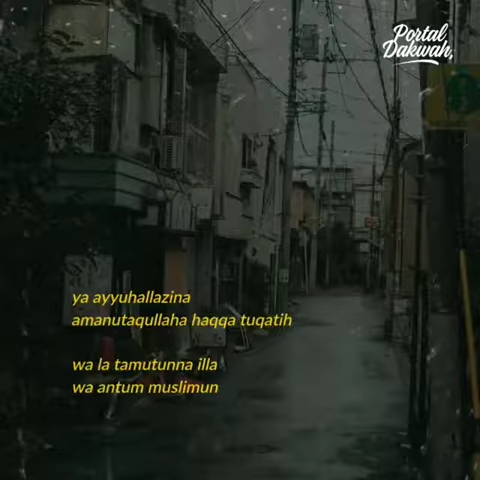 Portal
Dakwah,
ya ayyuhallazina
amanutaqullaha haqqa tuqatih
wa la tamutunna illa
wa antum muslimun